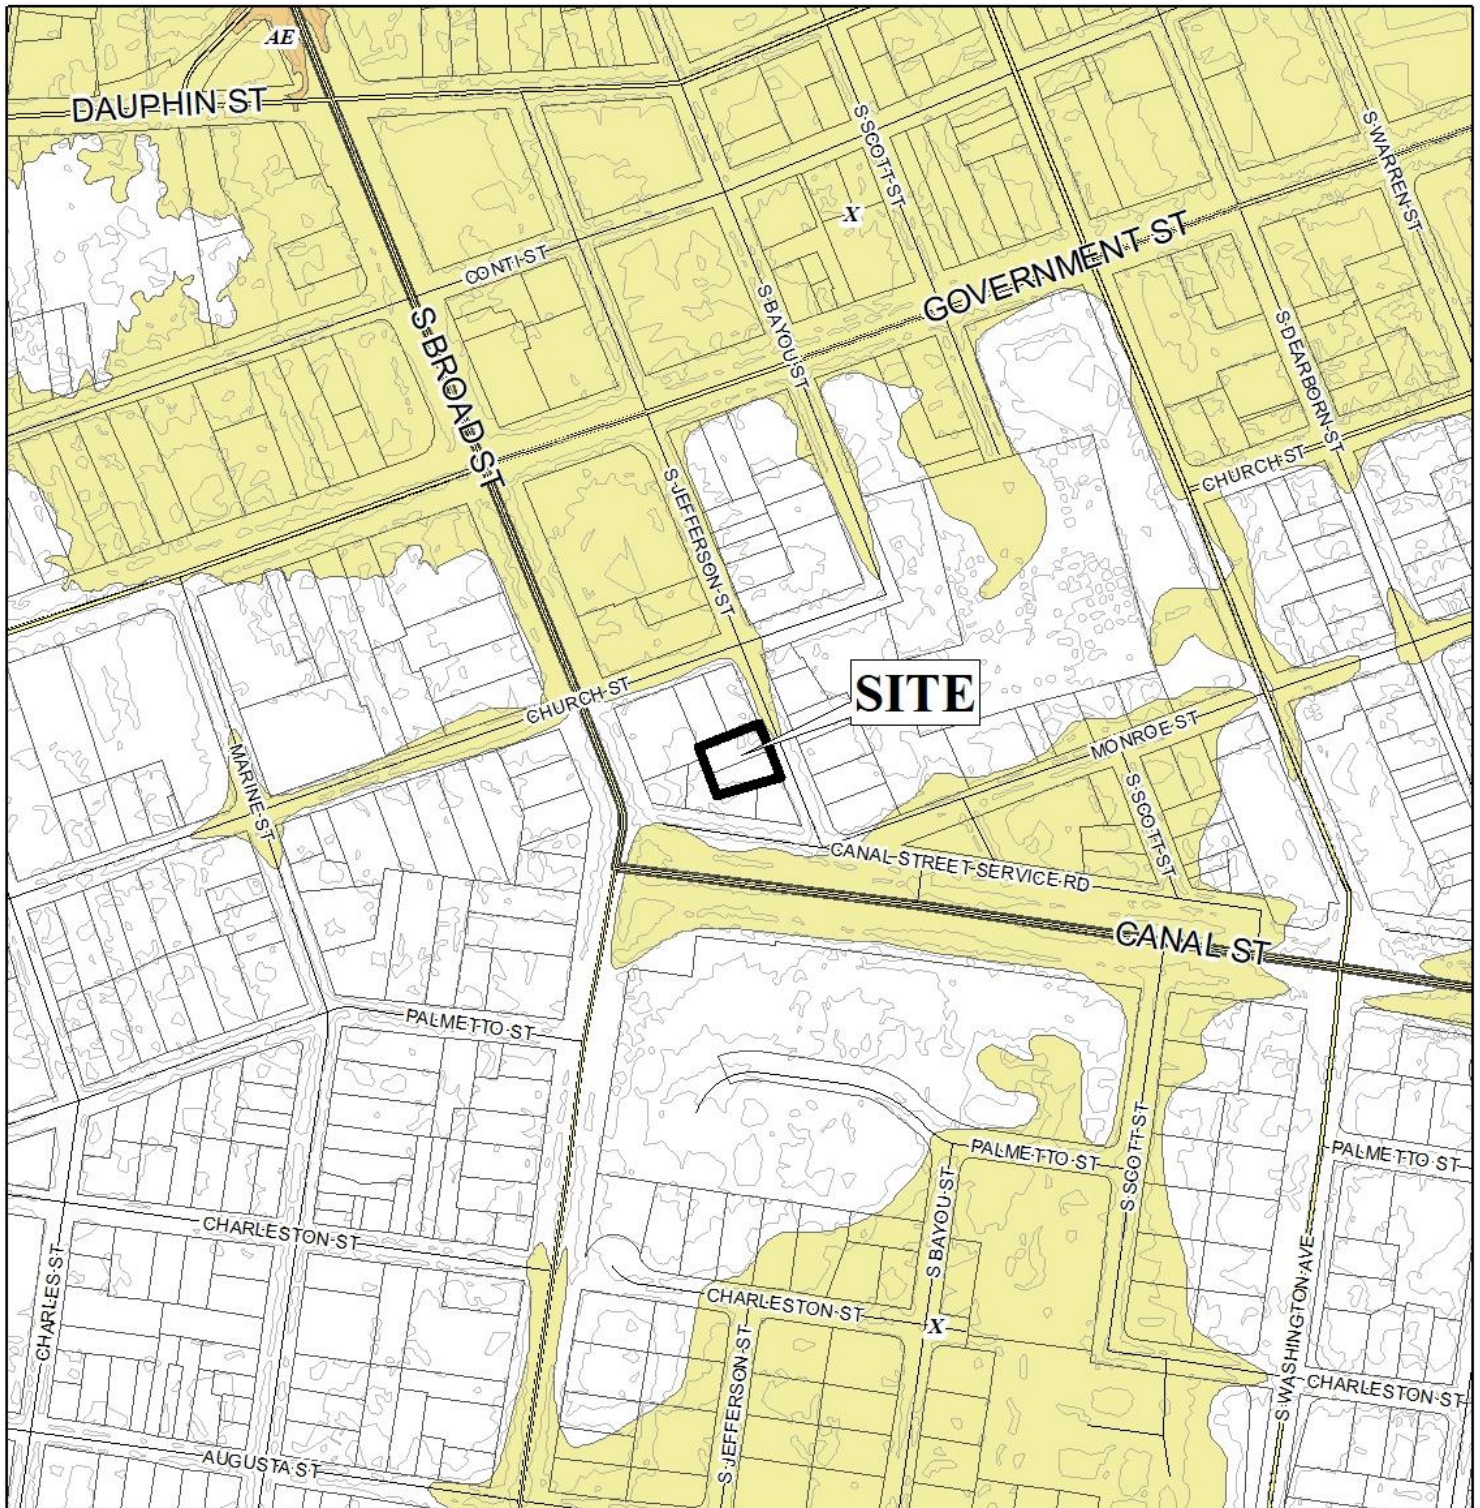 AE
DAUPHIN ST
S SCOTT ST
S WARREN ST
X
CONTI ST
GOVERNMENT ST
S BAYOU ST
S BROAD ST
S DEARBORN ST
CHURCH ST
S JEFFERSON ST
SITE
CHURCH ST
MONROE ST
MARINE ST
S SCOTT ST
CANAL STREET SERVICE RD
CANAL ST
PALMETTO ST
PALMETTO ST
PALMETTO ST
S SCOTT ST
S BAYOU ST
CHARLESTON ST
CHARLES ST
S WASHINGTON AVE
CHARLESTON ST
X
S JEFFERSON ST
CHARLESTON ST
AUGUSTA ST